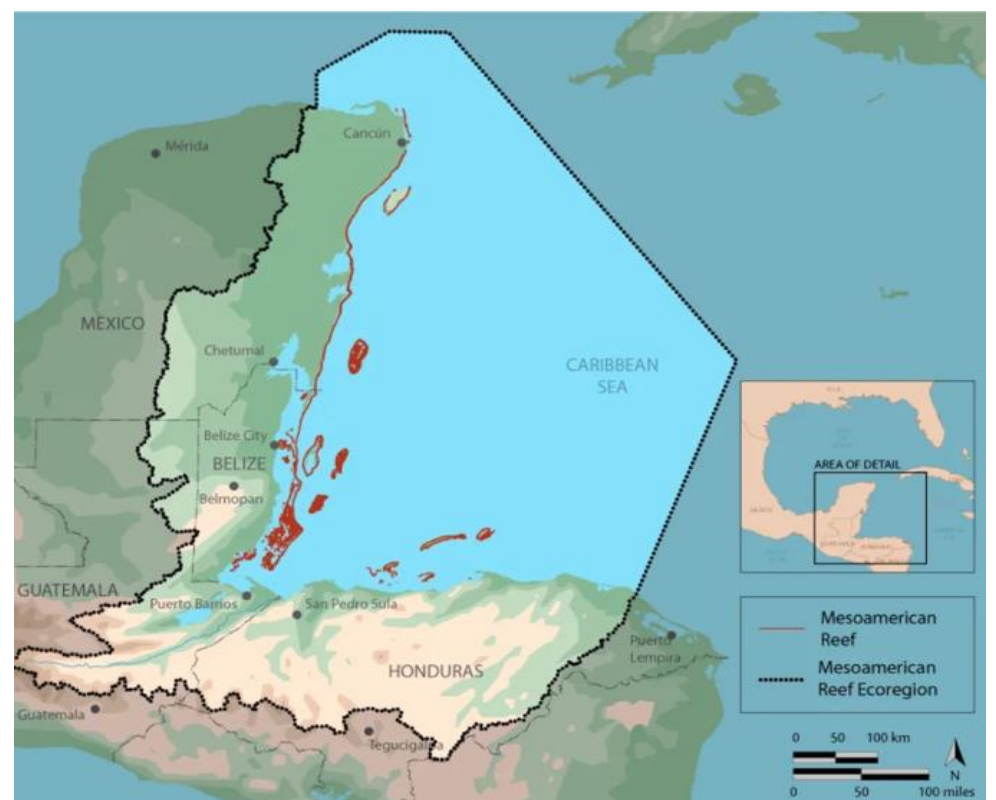 Cancún
Mérida
MEXICO
Chetumal
CARIBBEAN
SEA
Belize City
BELIZE
Belmopan
GUATEMALA
Puerto Barrios
San Pedro Sula
HONDURAS
Puerto
Lempira
Guatemala
Tegucigalpa
AREA OF DETAIL
Mesoamerican
Reef
Mesoamerican
Reef Ecoregion
0 50 100 km
N
0 50 100 miles